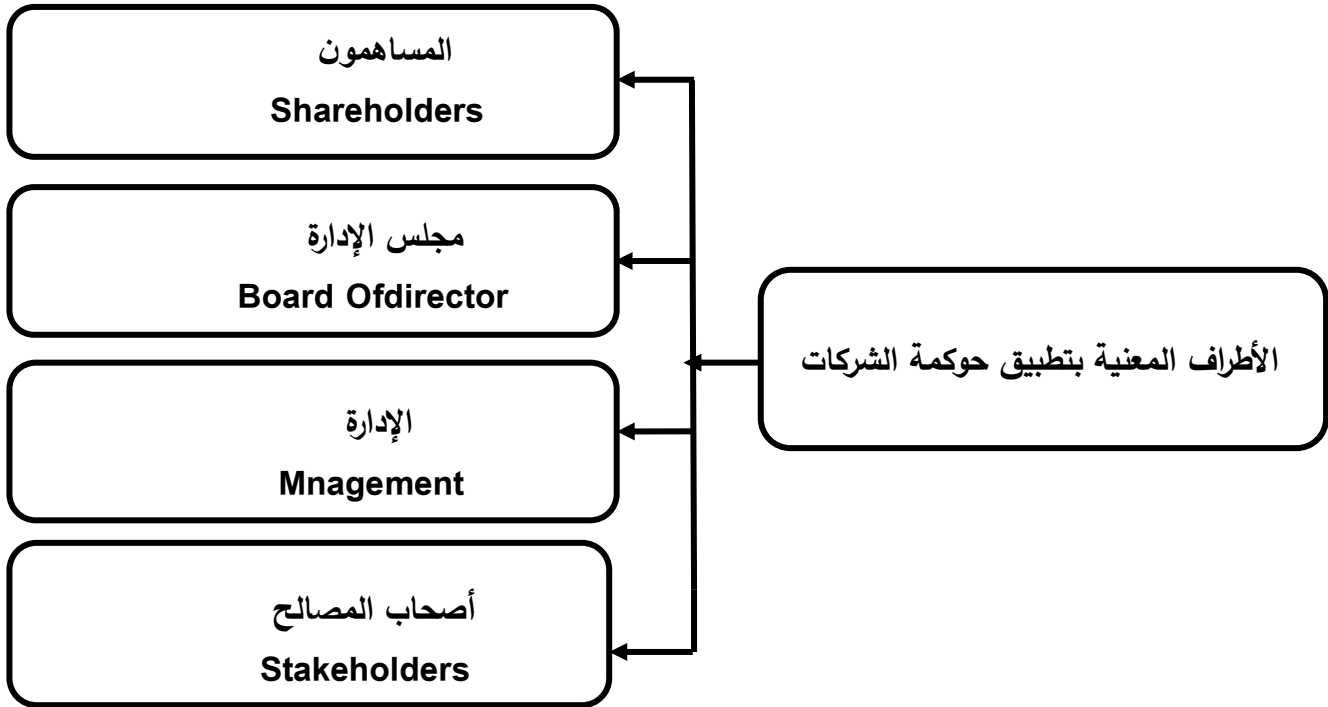 الأطراف المعنية بتطبيق حوكمة الشركات
المساهمون
Shareholders
مجلس الإدارة
Board Ofdirector
الإدارة
Mnagement
أصحاب المصالح
Stakeholders